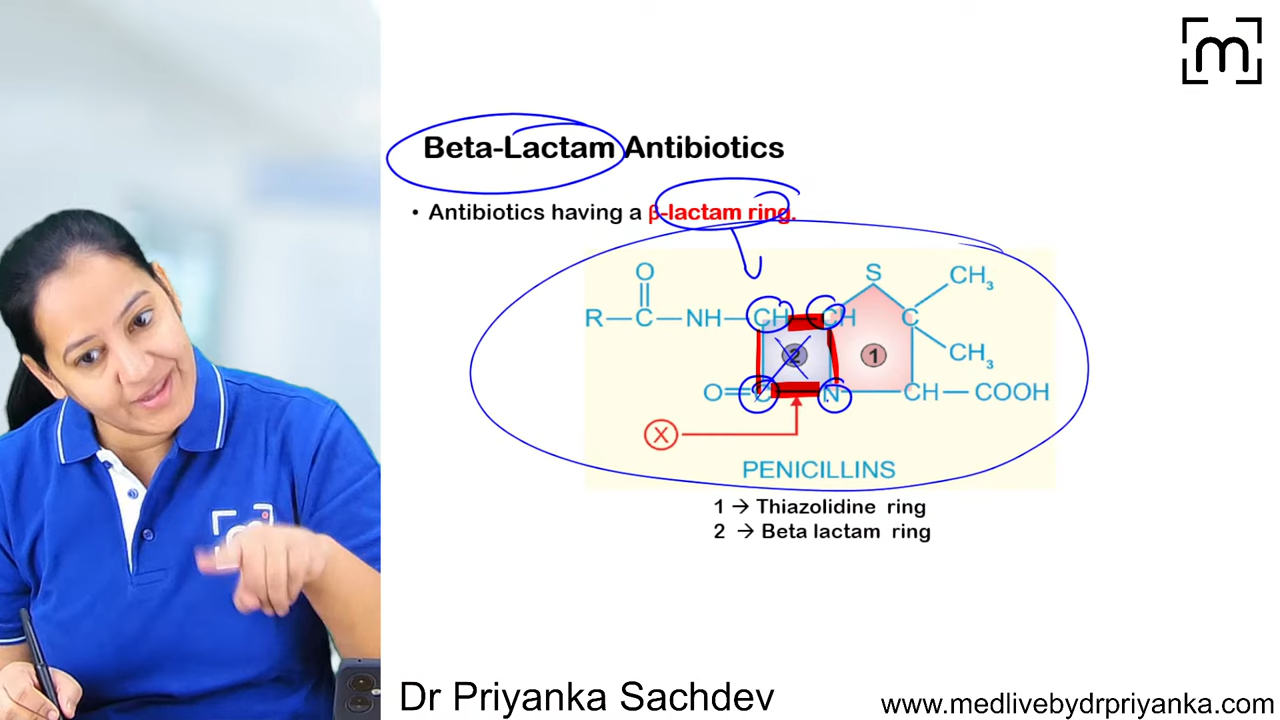 m
Beta-Lactam Antibiotics
• Antibiotics having a β-lactam ring.
O S CH₃
R—C—NH—CH—CH C
2 1 CH₃
O=C—N CH—COOH
X
PENICILLINS
1 → Thiazolidine ring
2 → Beta lactam ring
Dr Priyanka Sachdev
www.medlivebydrpriyanka.com